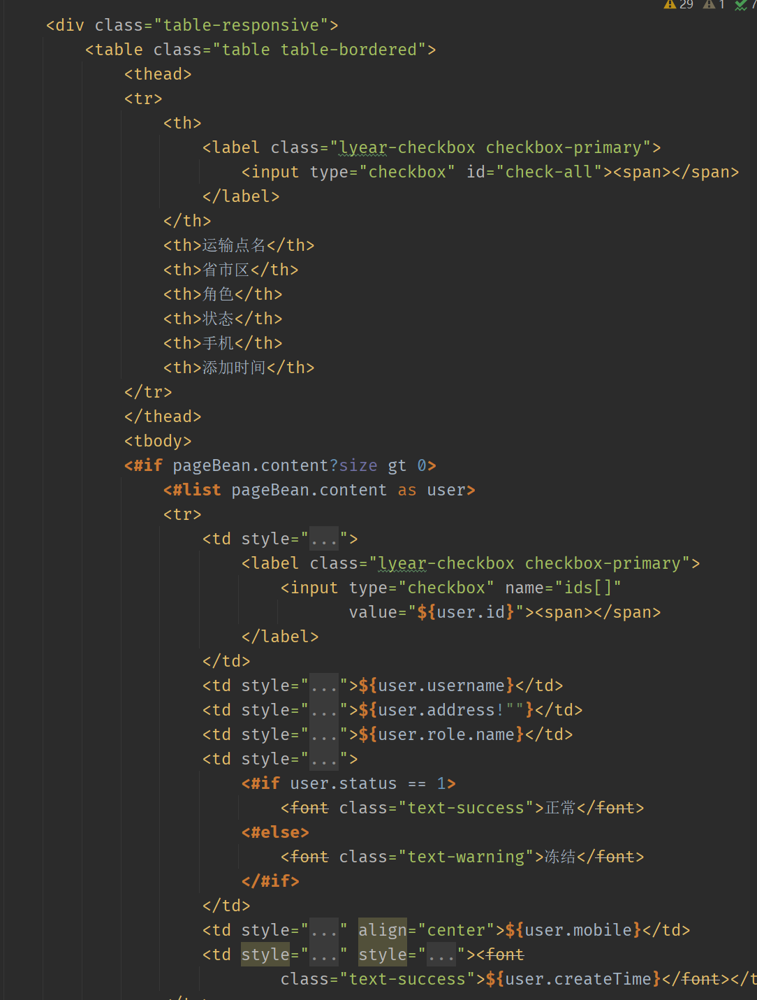 29 1 7
<div class="table-responsive">
<table class="table table-bordered">
<thead>
<tr>
<th>
<label class="lyear-checkbox checkbox-primary">
<input type="checkbox" id="check-all"><span></span>
</label>
</th>
<th>运输点名</th>
<th>省市区</th>
<th>角色</th>
<th>状态</th>
<th>手机</th>
<th>添加时间</th>
</tr>
</thead>
<tbody>
<#if pageBean.content?size gt 0>
<#list pageBean.content as user>
<tr>
<td style="...">
<label class="lyear-checkbox checkbox-primary">
<input type="checkbox" name="ids[]"
value="${user.id}"><span></span>
</label>
</td>
<td style="...">${user.username}</td>
<td style="...">${user.address!""}</td>
<td style="...">${user.role.name}</td>
<td style="...">
<#if user.status == 1>
<font class="text-success">正常</font>
<#else>
<font class="text-warning">冻结</font>
</#if>
</td>
<td style="..." align="center">${user.mobile}</td>
<td style="..." style="..."><font
class="text-success">${user.createTime}</font></t